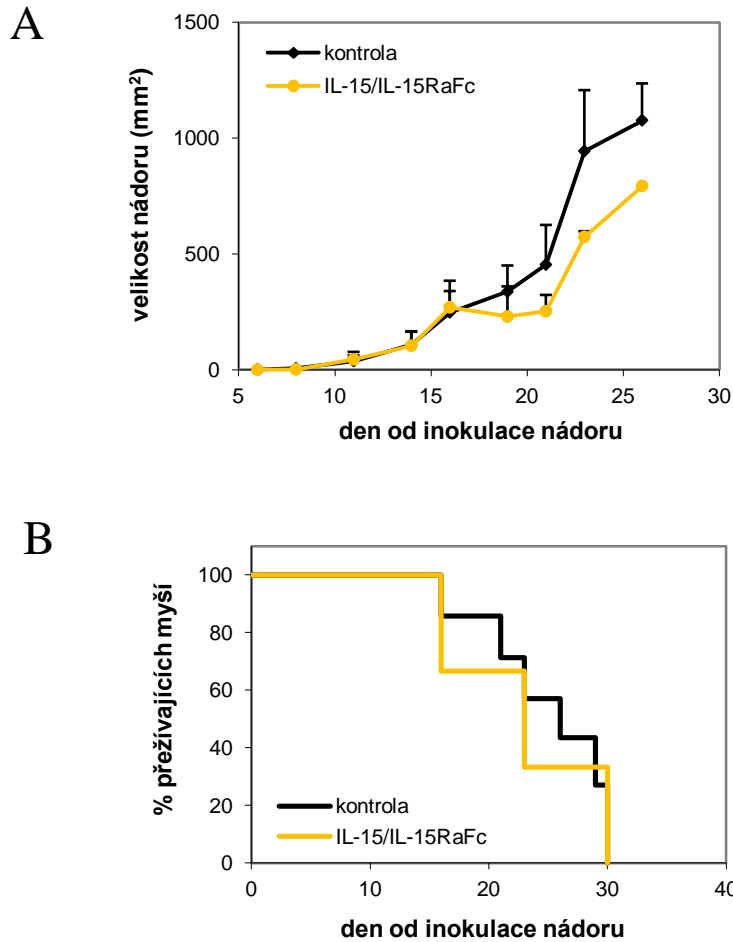 A
1500
1000
500
0
5 10 15 20 25 30
velikost nádoru (mm²)
den od inokulace nádoru
kontrola
IL-15/IL-15RaFc
B
100
80
60
40
20
0
0 10 20 30 40
% přežívajících myší
den od inokulace nádoru
kontrola
IL-15/IL-15RaFc